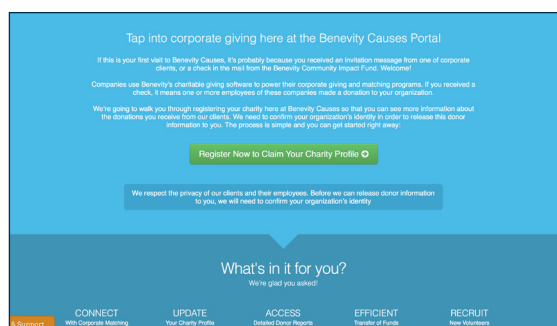 Tap into corporate giving here at the Benevity Causes Portal
If this is your first visit to Benevity Causes, it's probably because you received an invitation message from one of corporate
clients, or a check in the mail from the Benevity Community Impact Fund. Welcome!
Companies use Benevity's charitable giving software to power their corporate giving and matching programs. If you received a
check, it means one or more employees of these companies made a donation to your organization.
We're going to walk you through registering your charity here at Benevity Causes so that you can see more information about
the donations you receive from our clients. We need to confirm your organization's identity in order to release this donor
information to you. The process is simple and you can get started right away:
Register Now to Claim Your Charity Profile
We respect the privacy of our clients and their employees. Before we can release donor information
to you, we will need to confirm your organization's identity
What's in it for you?
We're glad you asked!
CONNECT UPDATE ACCESS EFFICIENT RECRUIT
With Corporate Matching Your Charity Profile Detailed Donor Reports Transfer of Funds New Volunteers
& Support